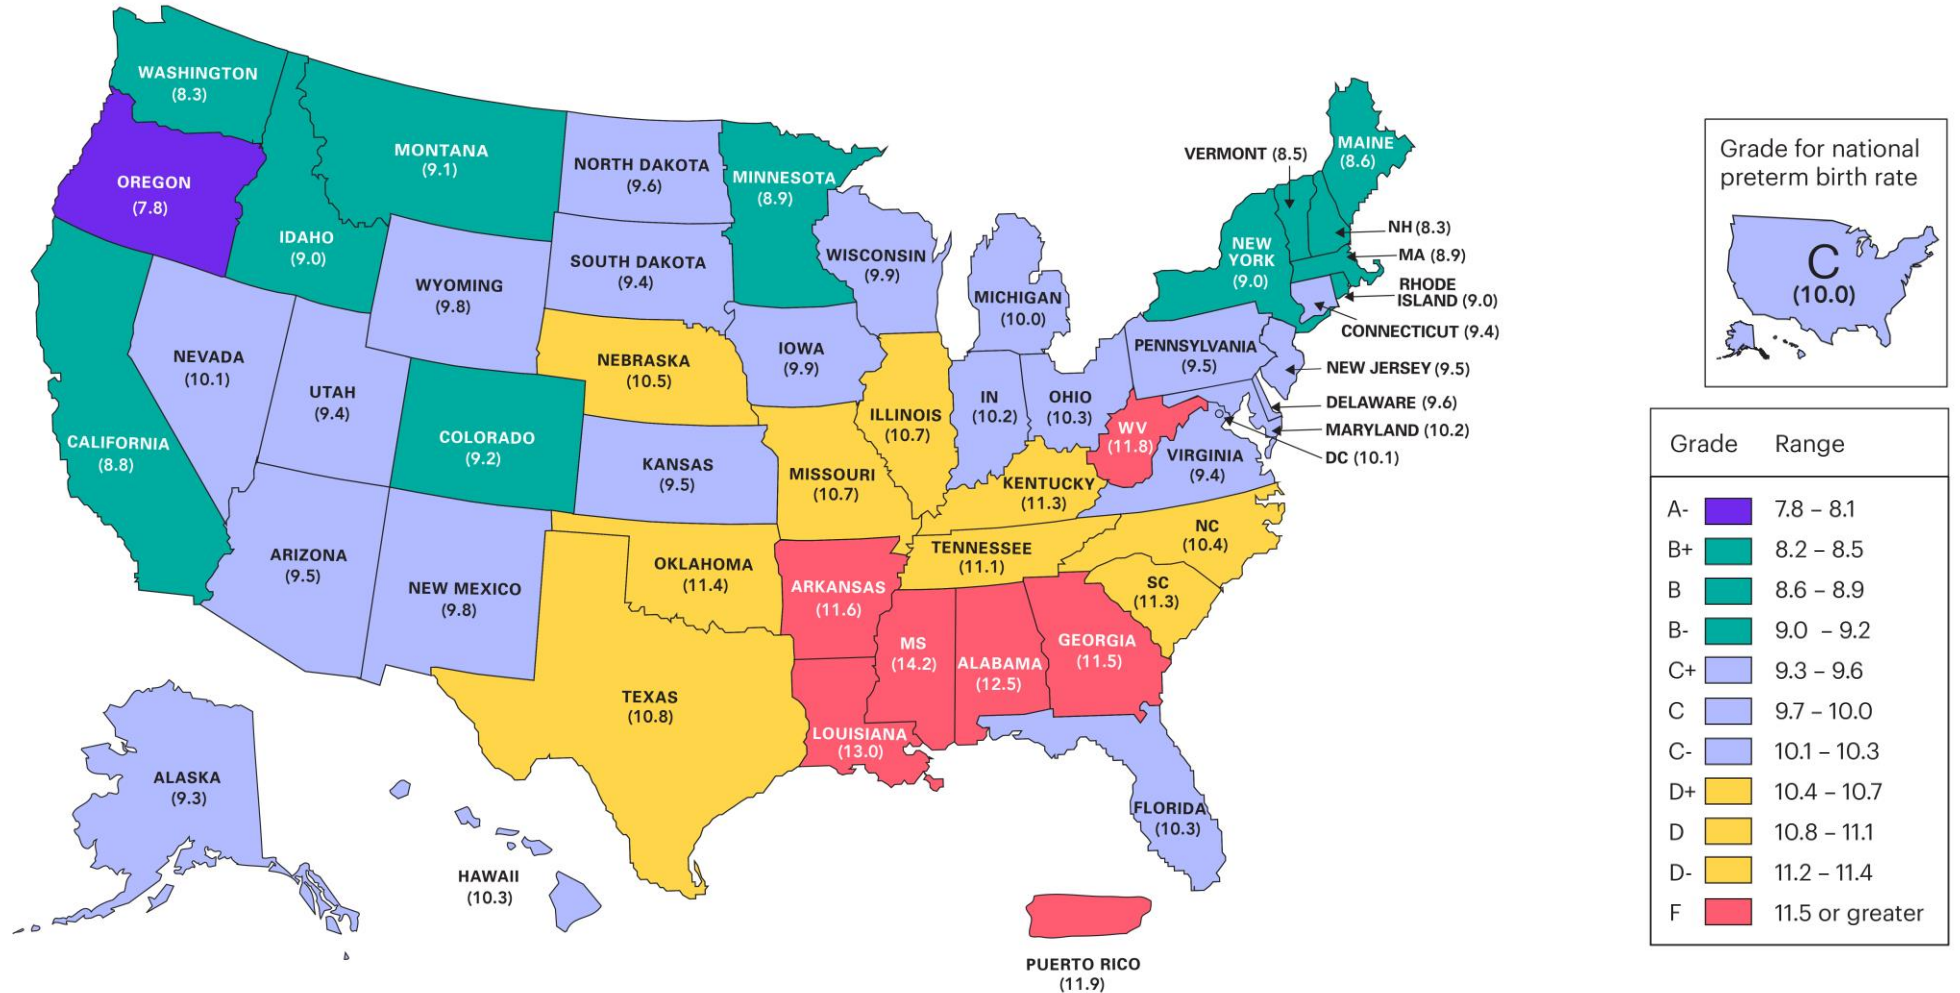 WASHINGTON
(8.3)
OREGON
(7.8)
CALIFORNIA
(8.8)
IDAHO
(9.0)
MONTANA
(9.1)
NEVADA
(10.1)
UTAH
(9.4)
WYOMING
(9.8)
COLORADO
(9.2)
ARIZONA
(9.5)
NEW MEXICO
(9.8)
NORTH DAKOTA
(9.6)
SOUTH DAKOTA
(9.4)
NEBRASKA
(10.5)
KANSAS
(9.5)
OKLAHOMA
(11.4)
TEXAS
(10.8)
MINNESOTA
(8.9)
IOWA
(9.9)
MISSOURI
(10.7)
ARKANSAS
(11.6)
LOUISIANA
(13.0)
WISCONSIN
(9.9)
ILLINOIS
(10.7)
MICHIGAN
(10.0)
IN
(10.2)
OHIO
(10.3)
KENTUCKY
(11.3)
TENNESSEE
(11.1)
MS
(14.2)
ALABAMA
(12.5)
GEORGIA
(11.5)
FLORIDA
(10.3)
SC
(11.3)
NC
(10.4)
VIRGINIA
(9.4)
WV
(11.8)
PENNSYLVANIA
(9.5)
NEW
YORK
(9.0)
VERMONT (8.5)
MAINE
(8.6)
NH (8.3)
MA (8.9)
RHODE
ISLAND (9.0)
CONNECTICUT (9.4)
NEW JERSEY (9.5)
DELAWARE (9.6)
MARYLAND (10.2)
DC (10.1)
ALASKA
(9.3)
HAWAII
(10.3)
PUERTO RICO
(11.9)
Grade for national
preterm birth rate
C
(10.0)
Grade Range
A- 7.8 – 8.1
B+ 8.2 – 8.5
B 8.6 – 8.9
B- 9.0 – 9.2
C+ 9.3 – 9.6
C 9.7 – 10.0
C- 10.1 – 10.3
D+ 10.4 – 10.7
D 10.8 – 11.1
D- 11.2 – 11.4
F 11.5 or greater